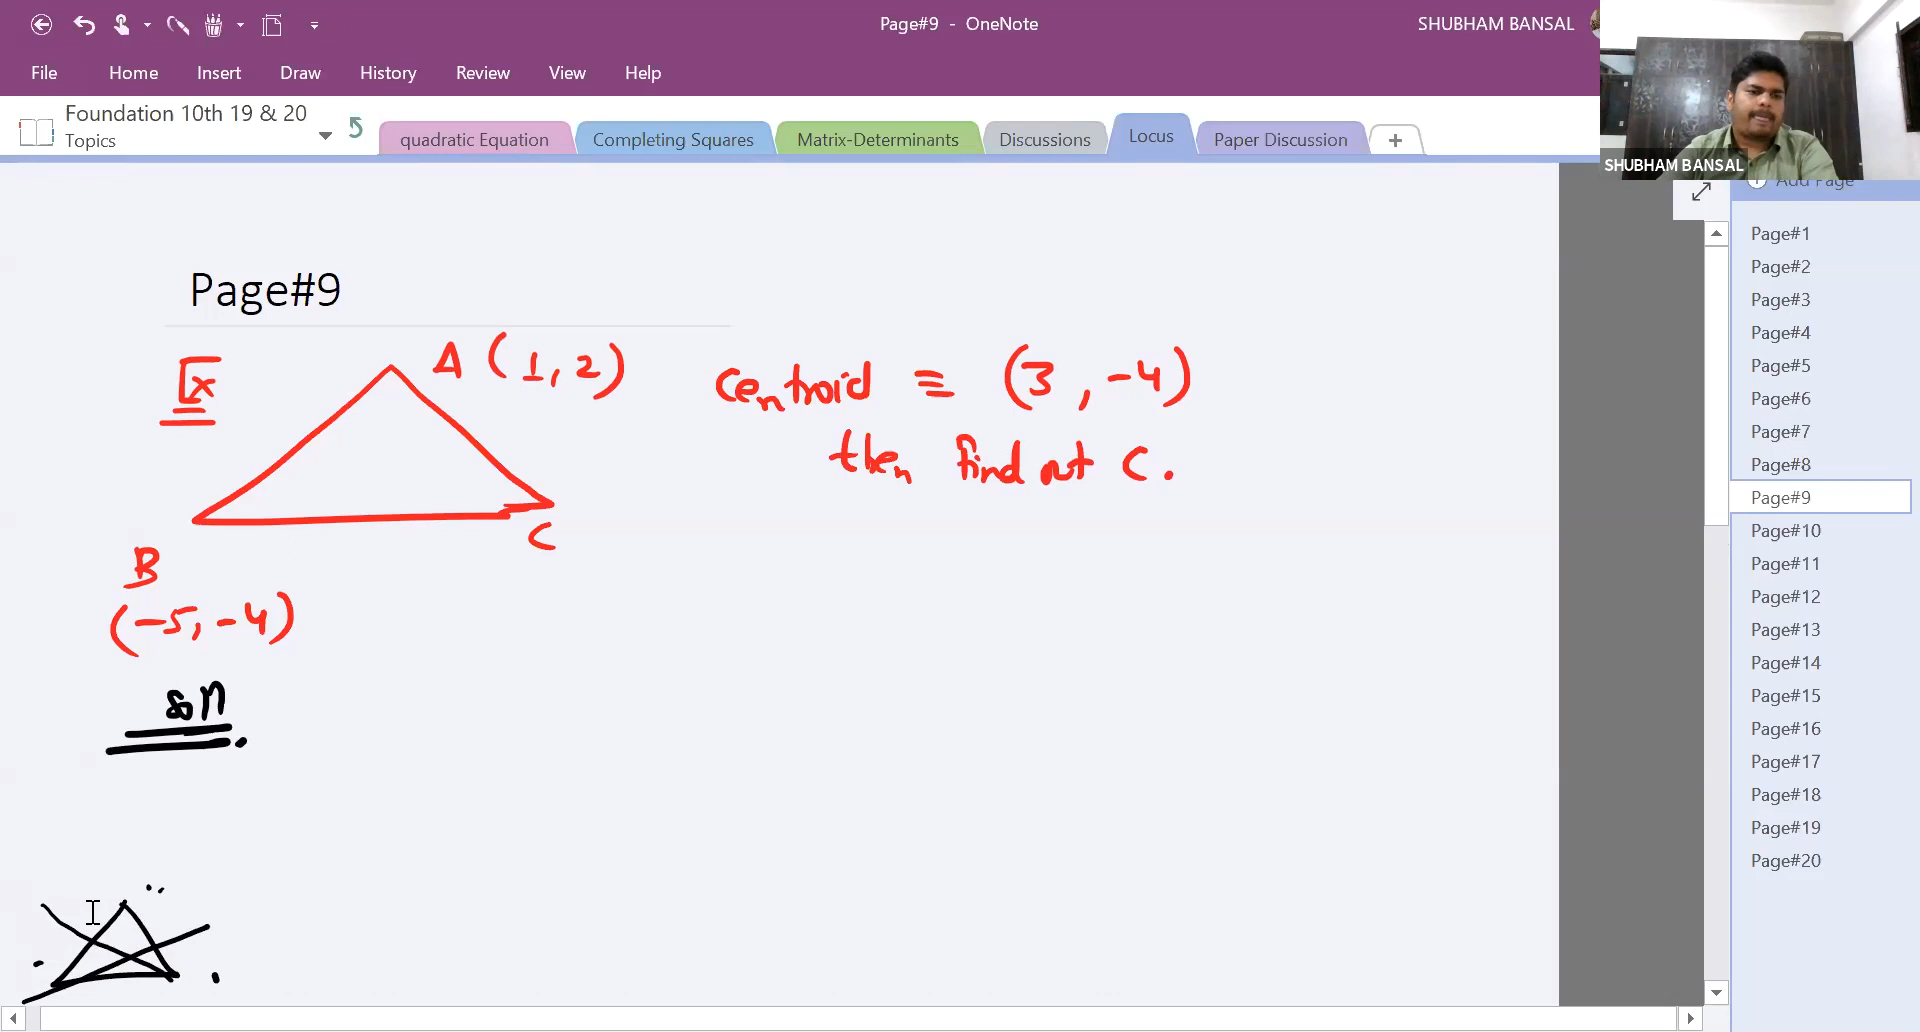 Page#9 - OneNote
SHUBHAM BANSAL
File Home Insert Draw History Review View Help
Foundation 10th 19 & 20
Topics
quadratic Equation Completing Squares Matrix-Determinants Discussions Locus Paper Discussion +
SHUBHAM BANSAL
Add Page
Page#9
Ex
A (1, 2)
centroid ≡ (3, -4)
then find out C.
C
B
(-5, -4)
sol
Page#1
Page#2
Page#3
Page#4
Page#5
Page#6
Page#7
Page#8
Page#9
Page#10
Page#11
Page#12
Page#13
Page#14
Page#15
Page#16
Page#17
Page#18
Page#19
Page#20